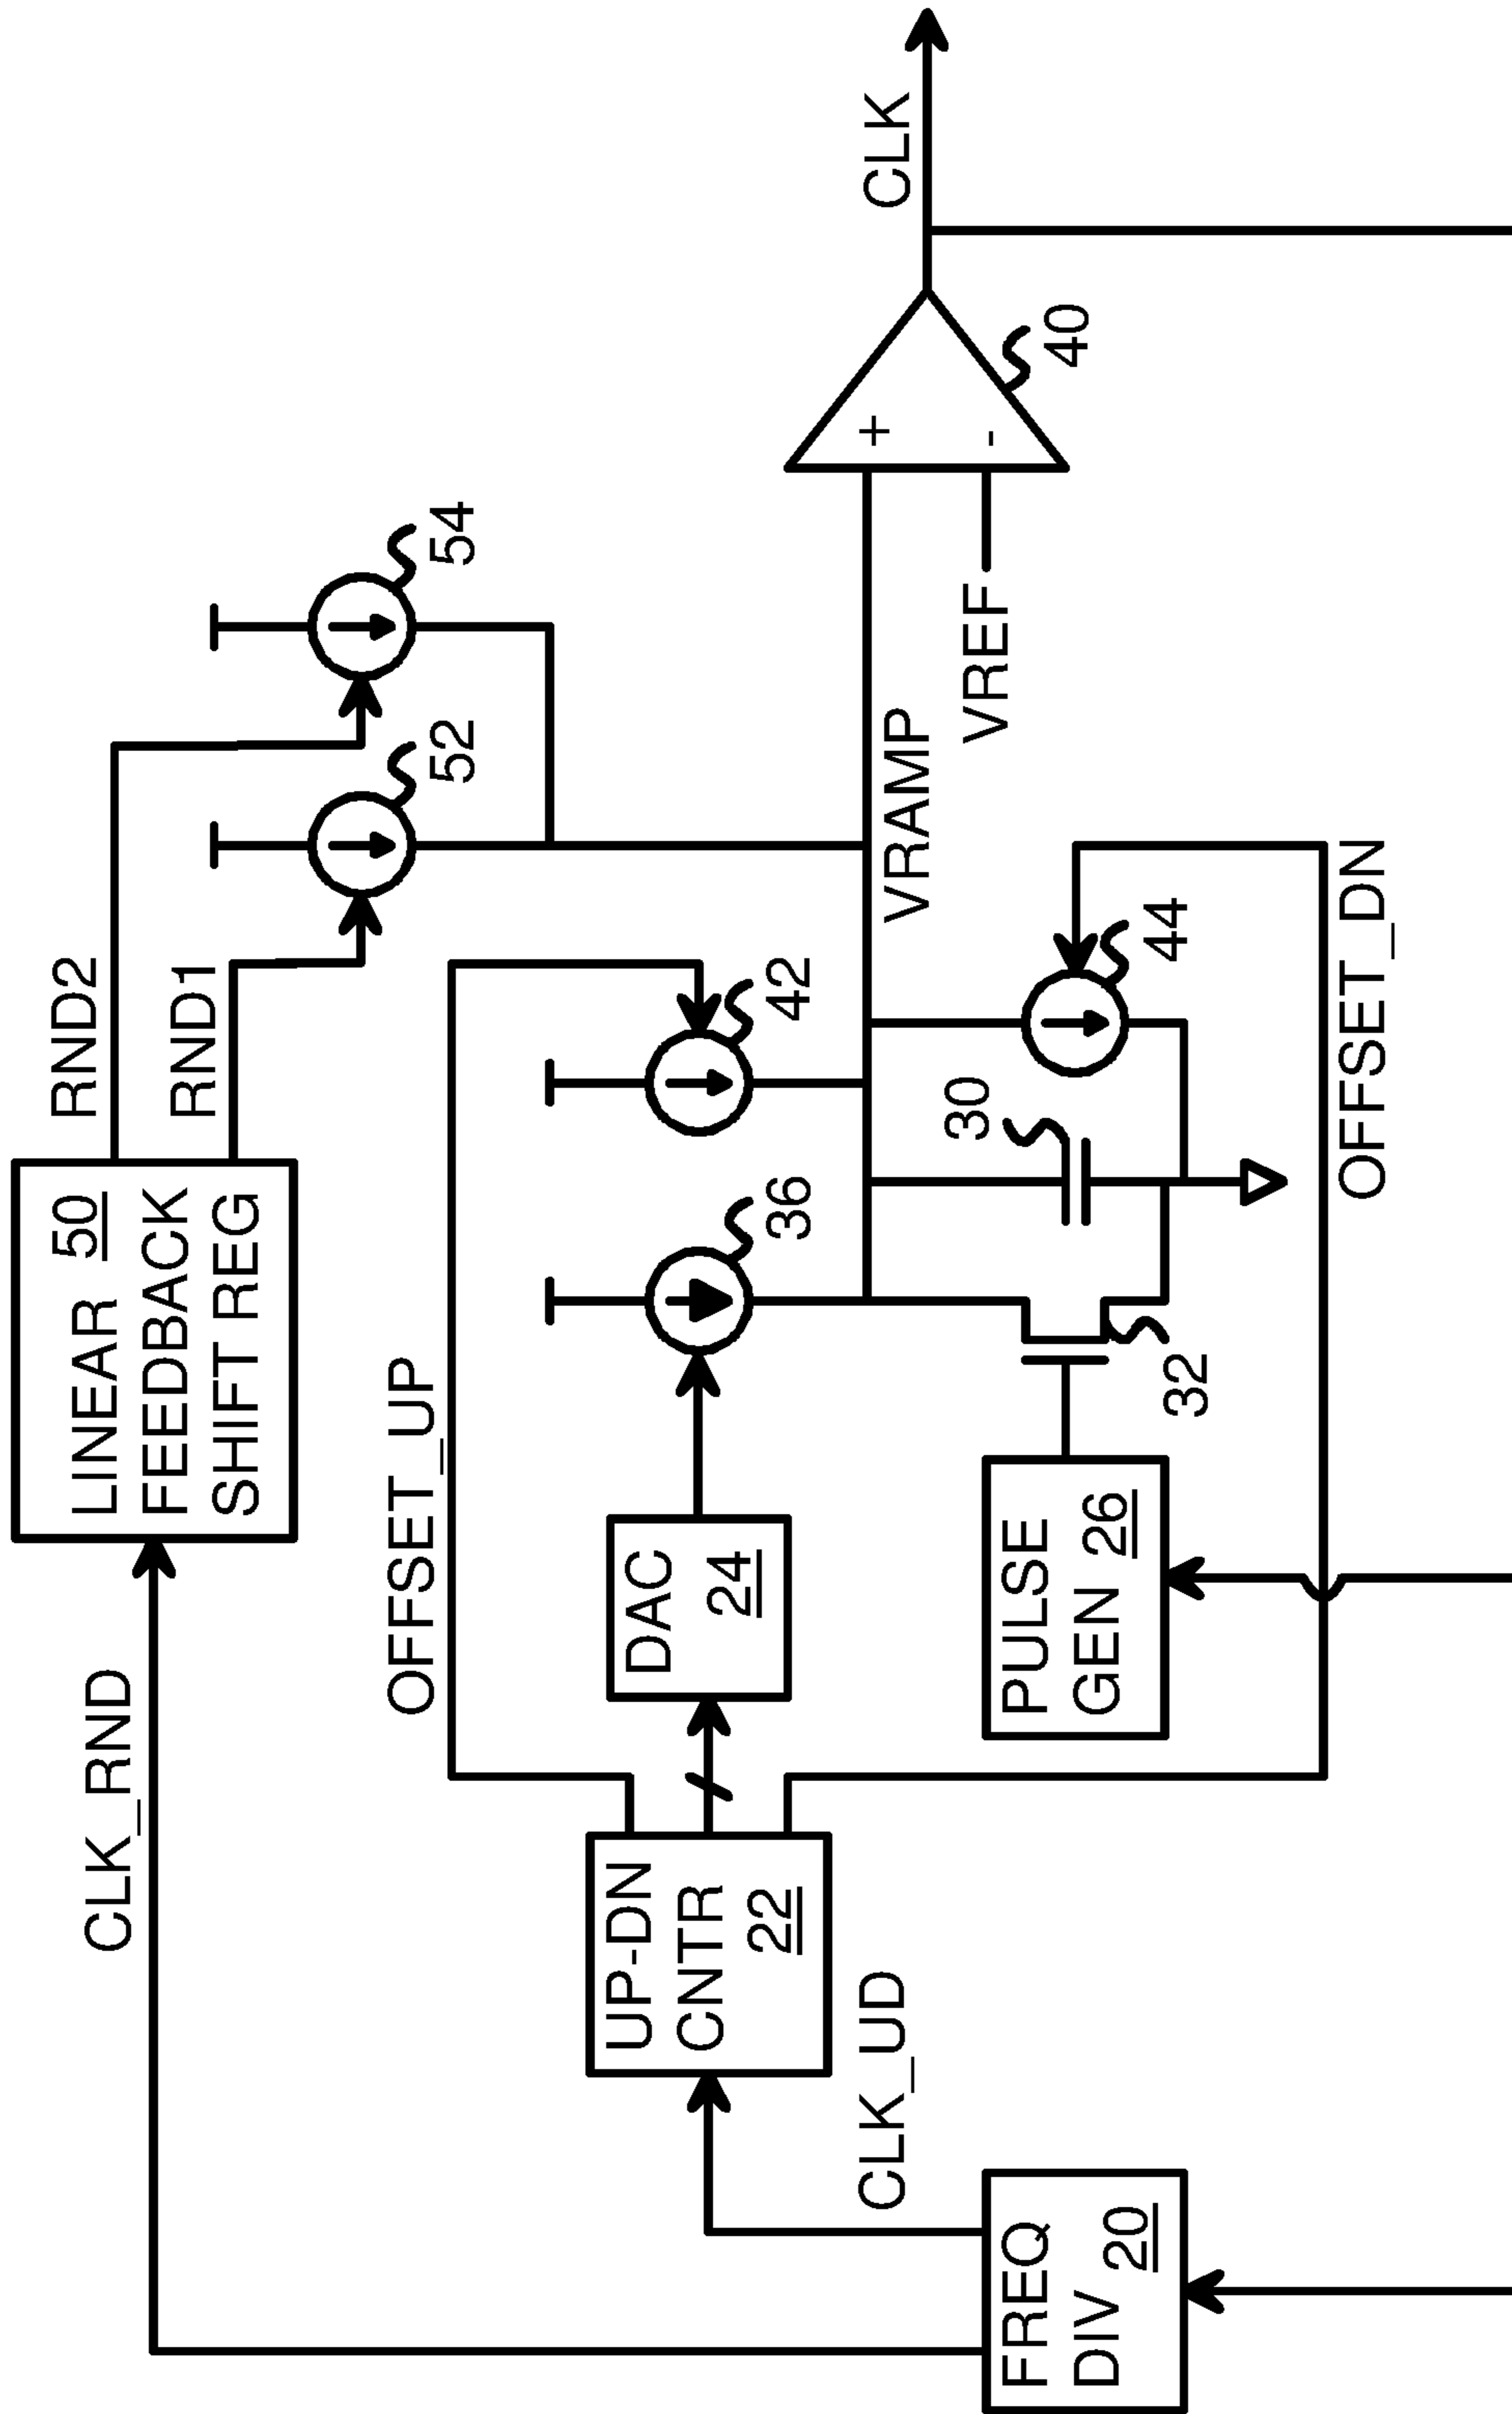 CLK_RND
LINEAR 50
FEEDBACK
SHIFT REG
RND2
RND1
54
52
OFFSET_UP
UP-DN
CNTR
22
DAC
24
36
42
CLK_UD
FREQ
DIV 20
PULSE
GEN 26
32
30
44
VRAMP
VREF
+
-
40
CLK
OFFSET_DN